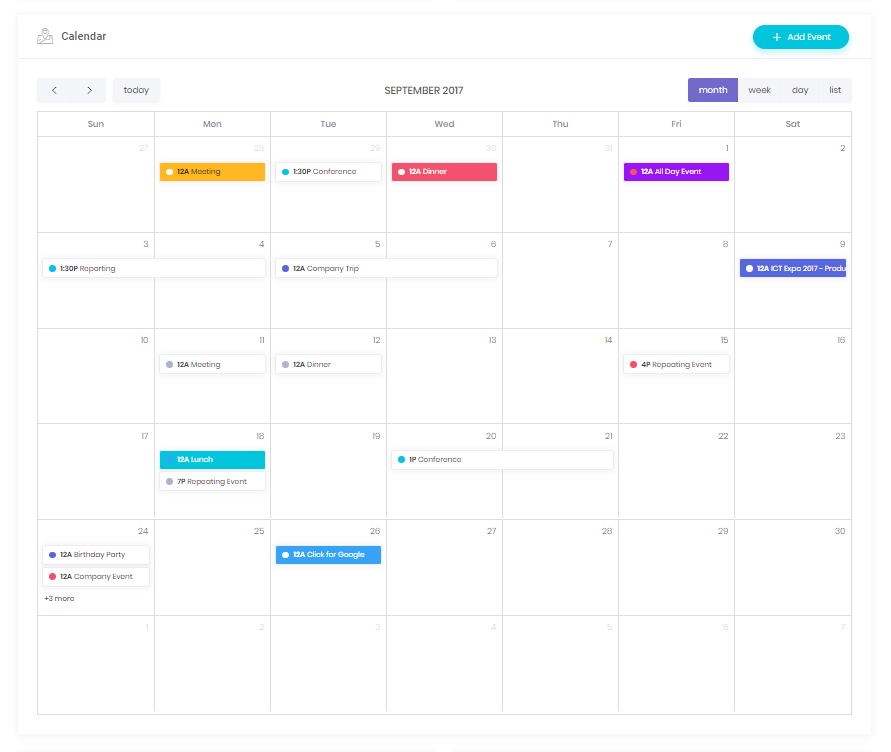 Calendar
+ Add Event
today
SEPTEMBER 2017
month week day list
Sun Mon Tue Wed Thu Fri Sat
27 28 29 30 31 1 2
12A Meeting
1:30P Conference
12A Dinner
12A All Day Event
3 4 5 6 7 8 9
1:30P Reporting
12A Company Trip
12A ICT Expo 2017 - Produ
10 11 12 13 14 15 16
12A Meeting
12A Dinner
4P Repeating Event
17 18 19 20 21 22 23
12A Lunch
1P Conference
7P Repeating Event
24 25 26 27 28 29 30
12A Birthday Party
12A Click for Google
12A Company Event
+3 more
1 2 3 4 5 6 7